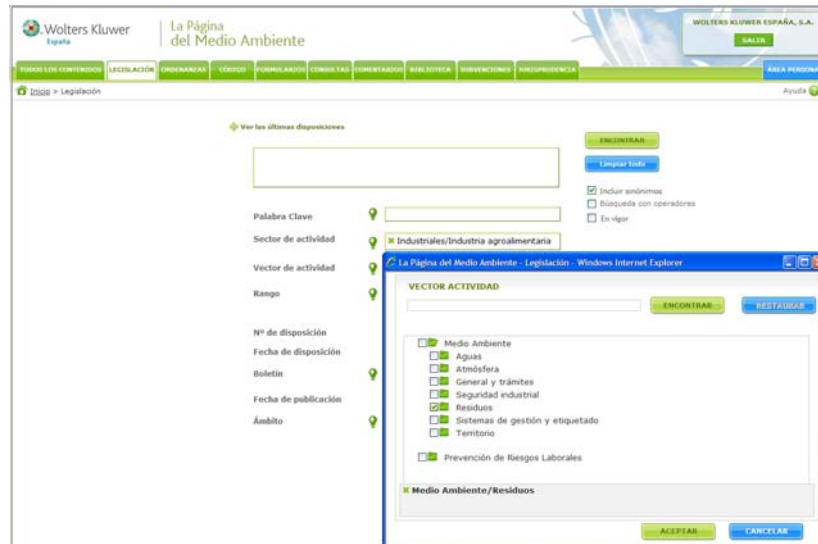 Wolters Kluwer
España
La Página
del Medio Ambiente
WOLTERS KLUWER ESPAÑA, S.A.
SALIR
TODOS LOS CONTENIDOS LEGISLACIÓN ORDENANZAS CÓDIGO FORMULARIOS CONSULTAS COMENTARIOS BIBLIOTECA SUBVENCIONES JURISPRUDENCIA ÁREA PERSONA
Inicio > Legislación
Ayuda
Ver las últimas disposiciones
ENCONTRAR
Limpiar todo
Incluir sinónimos
Búsqueda con operadores
En vigor
Palabra Clave
Sector de actividad
Industriales/Industria agroalimentaria
Vector de actividad
Rango
Nº de disposición
Fecha de disposición
Boletín
Fecha de publicación
Ámbito
La Página del Medio Ambiente - Legislación - Windows Internet Explorer
VECTOR ACTIVIDAD
ENCONTRAR
RESTAURAR
Medio Ambiente
Aguas
Atmósfera
General y trámites
Seguridad industrial
Residuos
Sistemas de gestión y etiquetado
Territorio
Prevención de Riesgos Laborales
Medio Ambiente/Residuos
ACEPTAR
CANCELAR